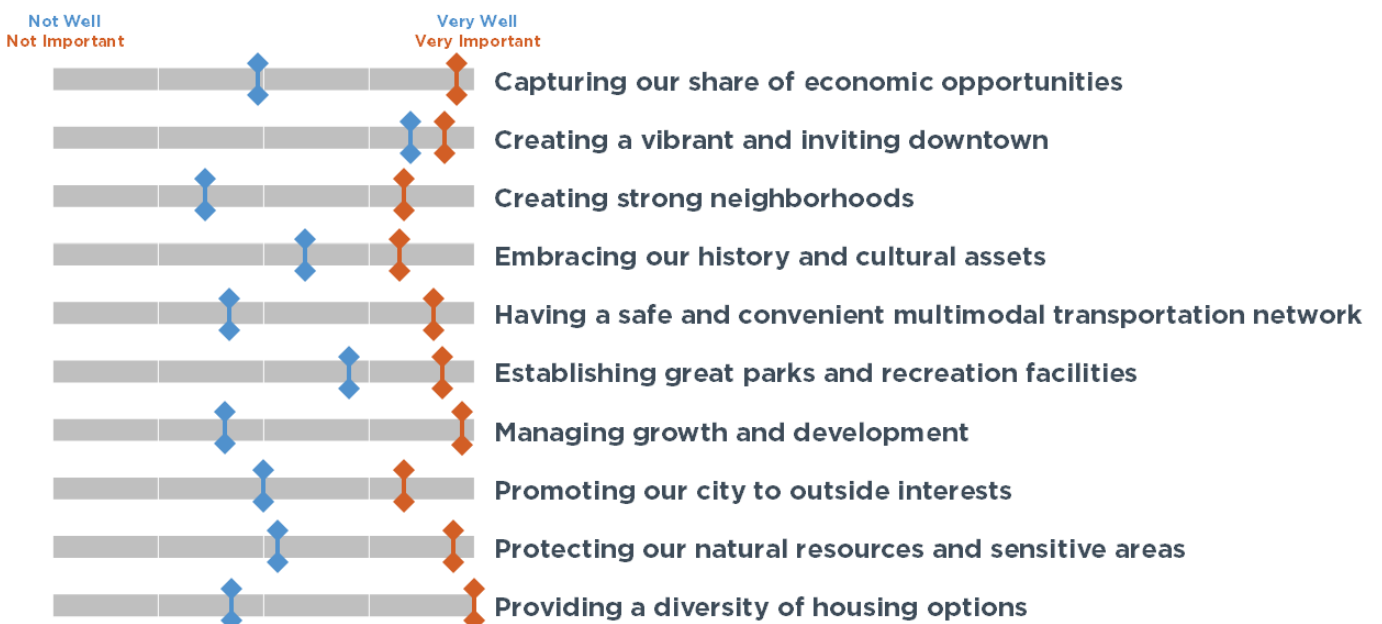 Not Well
Very Well
Not Important
Very Important
Capturing our share of economic opportunities
Creating a vibrant and inviting downtown
Creating strong neighborhoods
Embracing our history and cultural assets
Having a safe and convenient multimodal transportation network
Establishing great parks and recreation facilities
Managing growth and development
Promoting our city to outside interests
Protecting our natural resources and sensitive areas
Providing a diversity of housing options